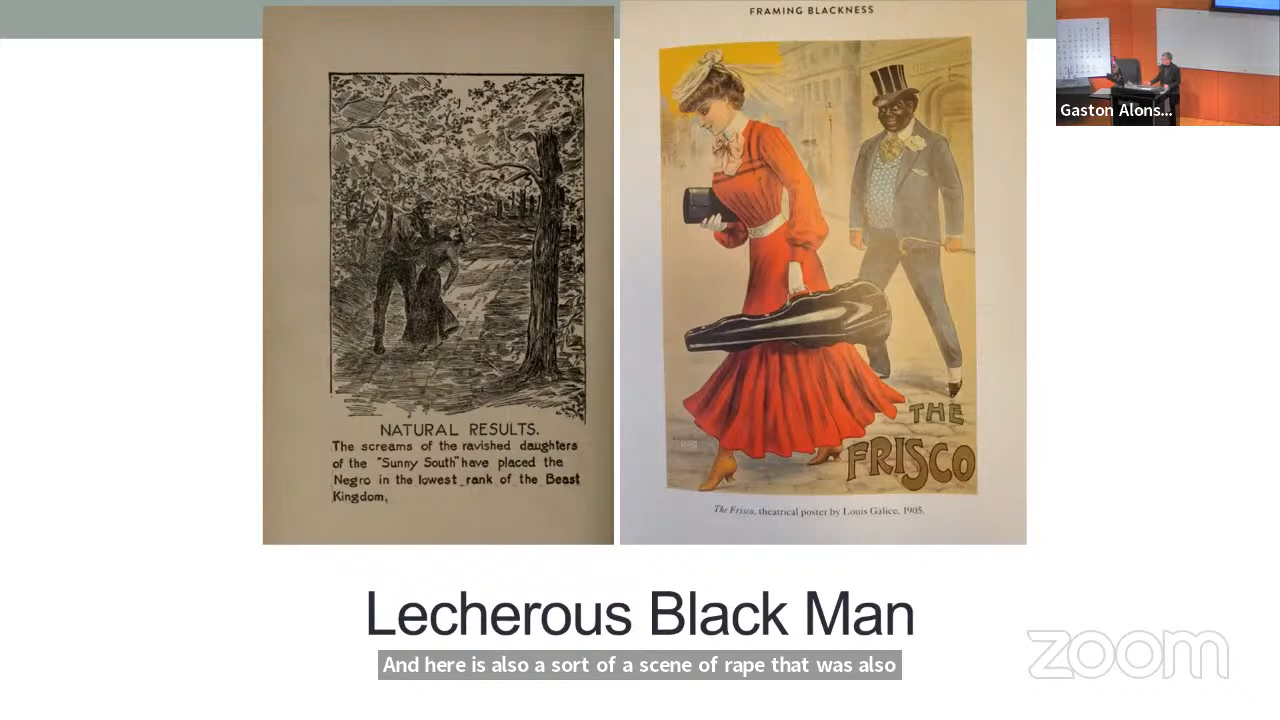 FRAMING BLACKNESS
Gaston Alons...
NATURAL RESULTS.
The screams of the ravished daughters
of the "Sunny South" have placed the
Negro in the lowest rank of the Beast
Kingdom,
THE
FRISCO
The Frisco, theatrical poster by Louis Galice, 1905.
Lecherous Black Man
And here is also a sort of a scene of rape that was also
zoom